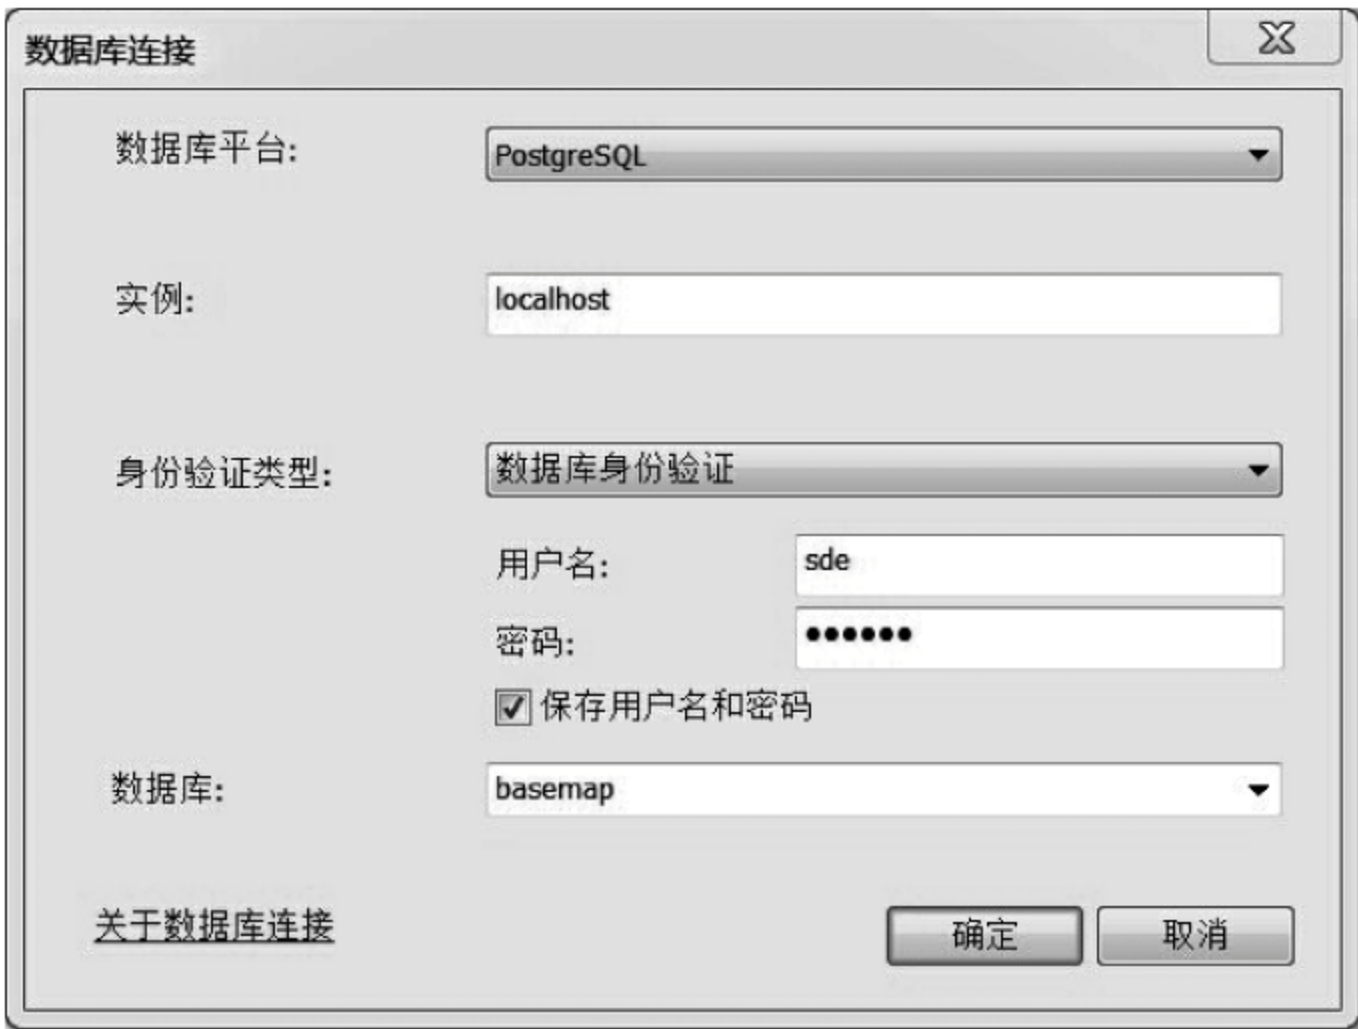 数据库连接
数据库平台: PostgreSQL
实例: localhost
身份验证类型: 数据库身份验证
用户名: sde
密码: ●●●●●●
保存用户名和密码
数据库: basemap
关于数据库连接
确定 取消